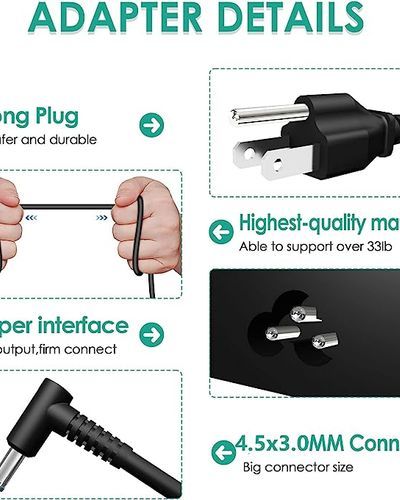 ADAPTER DETAILS
ong Plug
afer and durable
Highest-quality ma
Able to support over 33lb
per interface
output,firm connect
4.5x3.0MM Conn
Big connector size